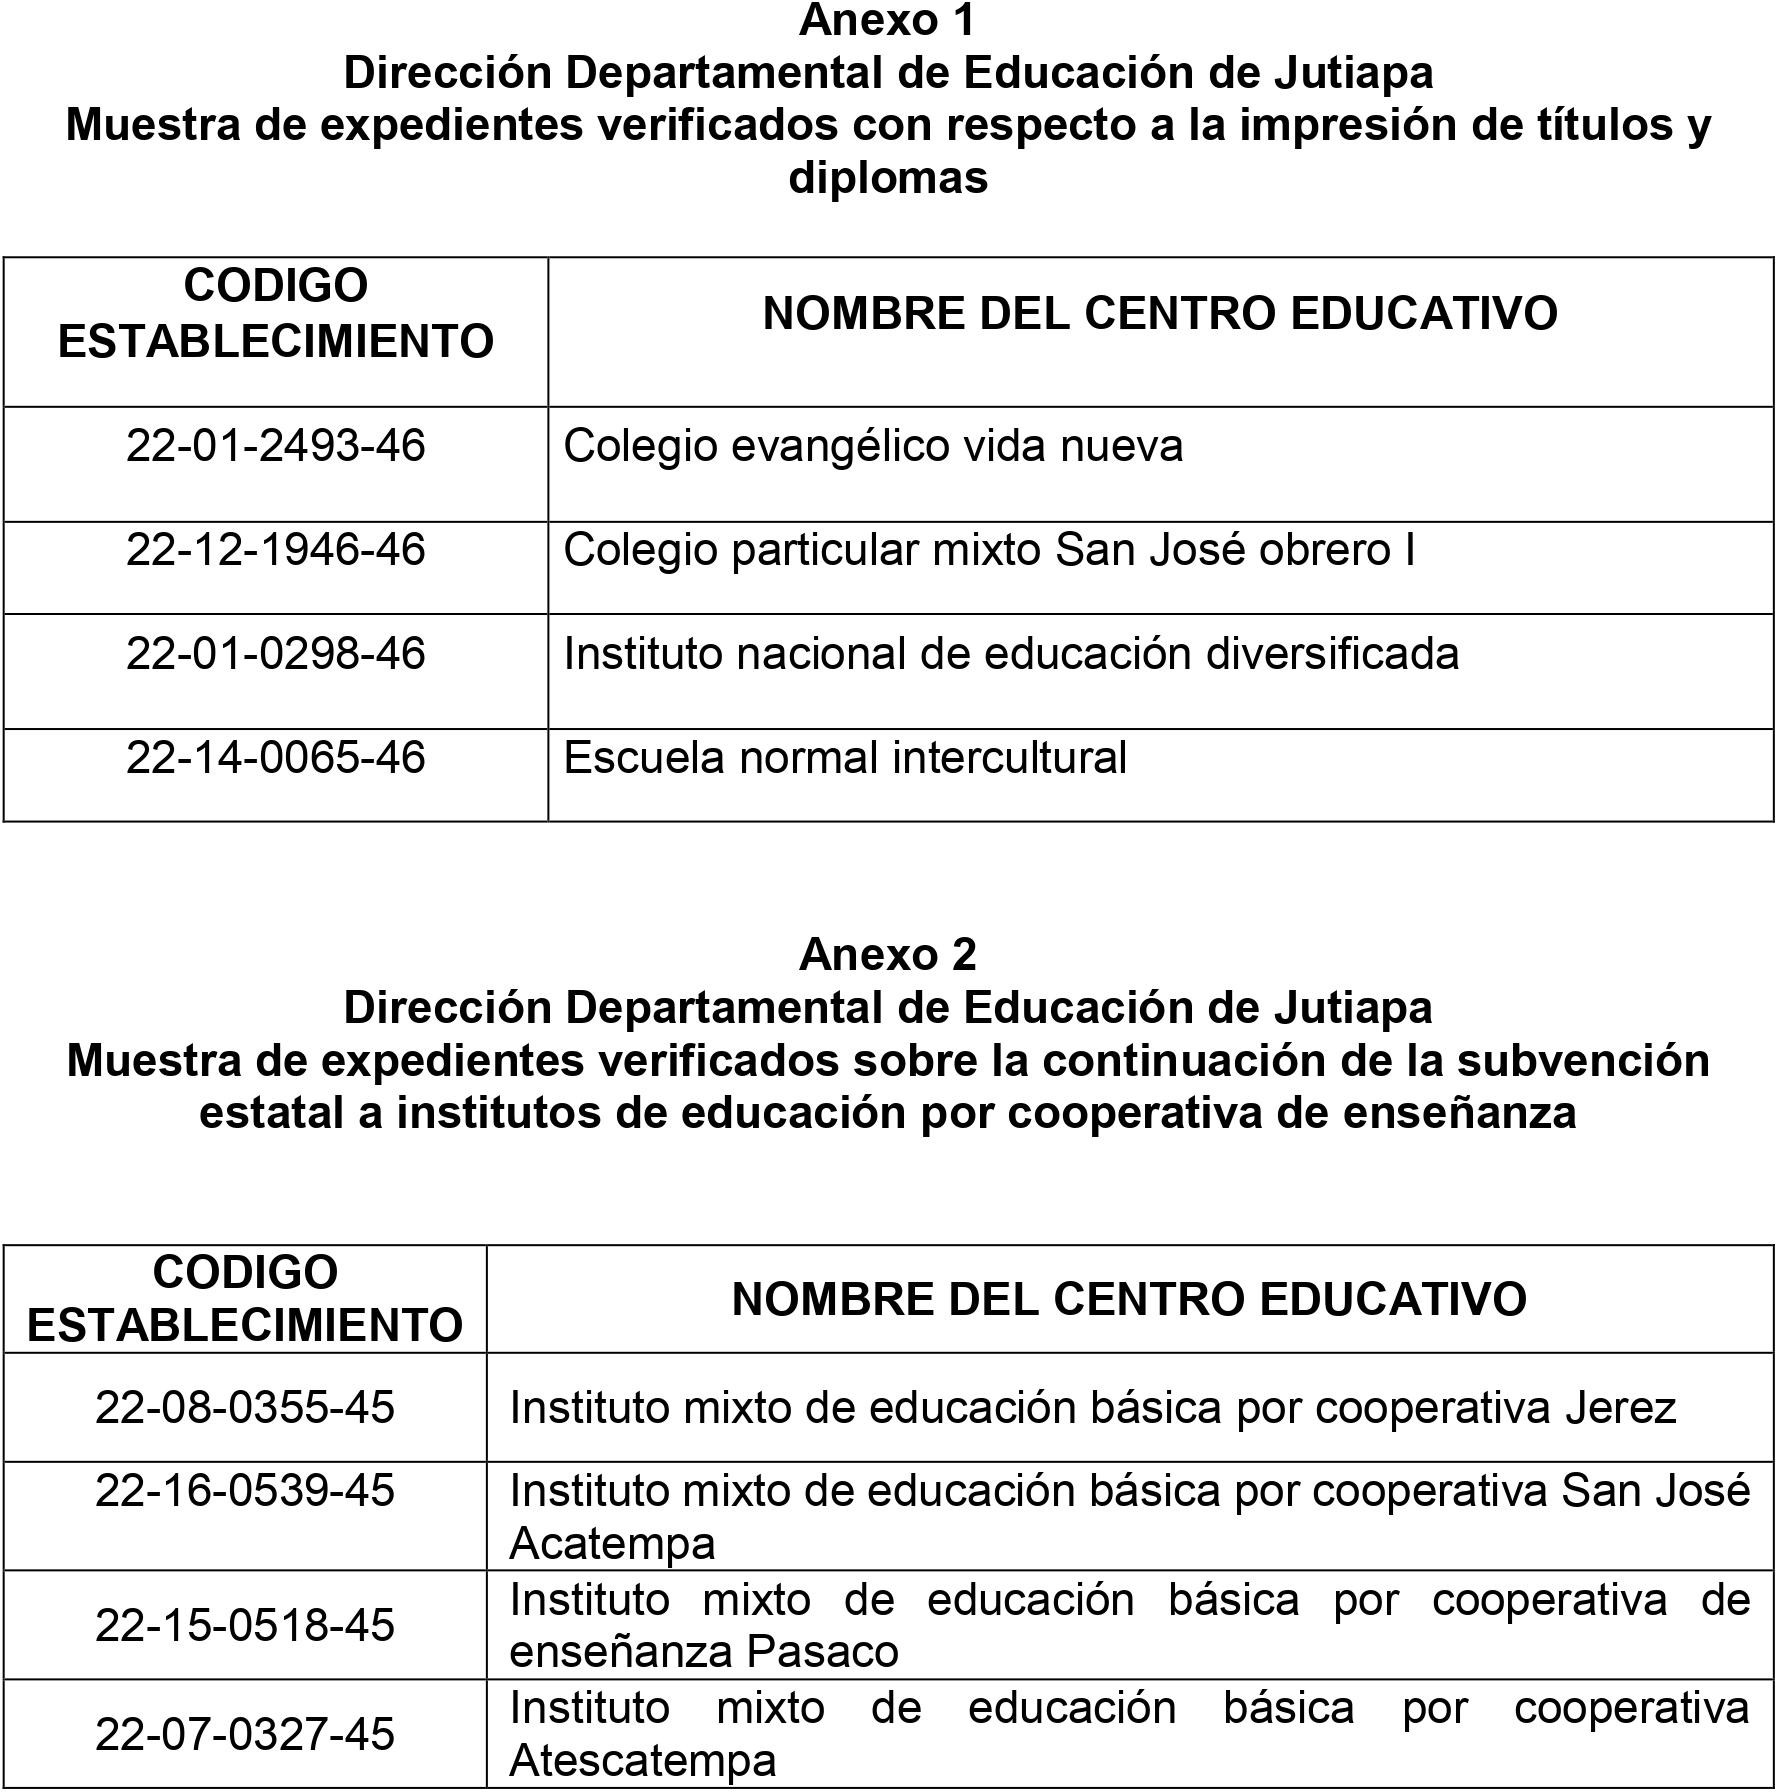 Anexo 1
Dirección Departamental de Educación de Jutiapa
Muestra de expedientes verificados con respecto a la impresión de títulos y
diplomas
CODIGO
ESTABLECIMIENTO
NOMBRE DEL CENTRO EDUCATIVO
22-01-2493-46
Colegio evangélico vida nueva
22-12-1946-46
Colegio particular mixto San José obrero I
22-01-0298-46
Instituto nacional de educación diversificada
22-14-0065-46
Escuela normal intercultural
Anexo 2
Dirección Departamental de Educación de Jutiapa
Muestra de expedientes verificados sobre la continuación de la subvención
estatal a institutos de educación por cooperativa de enseñanza
CODIGO
ESTABLECIMIENTO
NOMBRE DEL CENTRO EDUCATIVO
22-08-0355-45
Instituto mixto de educación básica por cooperativa Jerez
22-16-0539-45
Instituto mixto de educación básica por cooperativa San José
Acatempa
22-15-0518-45
Instituto mixto de educación básica por cooperativa de
enseñanza Pasaco
22-07-0327-45
Instituto mixto de educación básica por cooperativa
Atescatempa